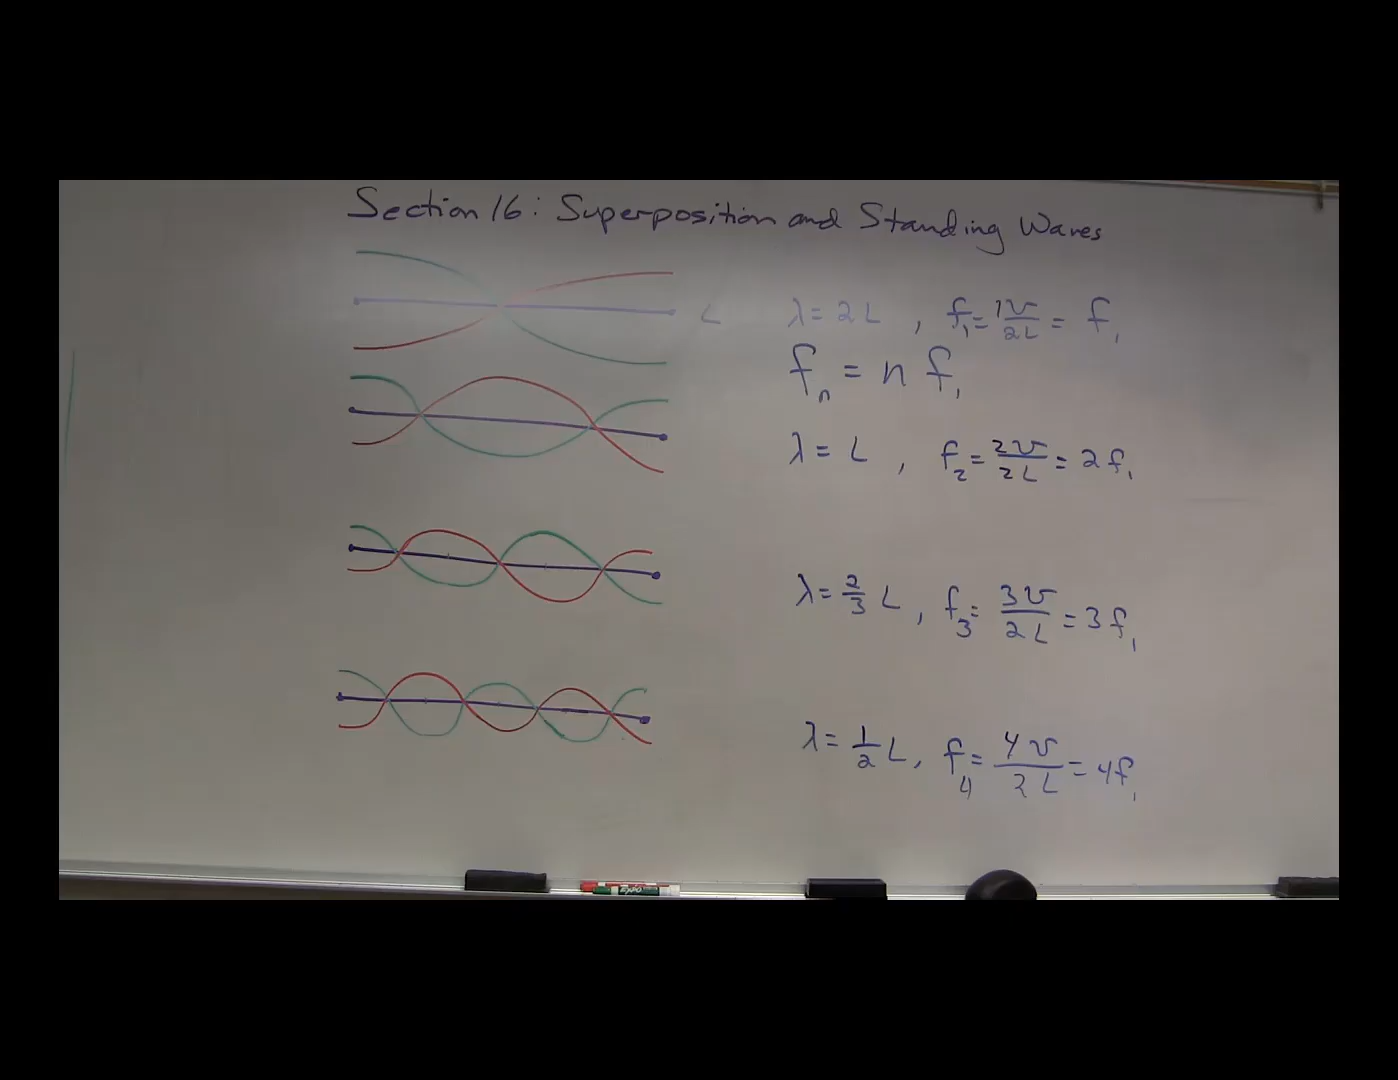 Section 16: Superposition and Standing Waves
L
λ = 2L , f₁ = 1v/2L = f₁
fₙ = n f₁
λ = L , f₂ = 2v/2L = 2f₁
λ = 2/3 L , f₃ = 3v/2L = 3f₁
λ = 1/2 L , f₄ = 4v/2L = 4f₁
EXPO